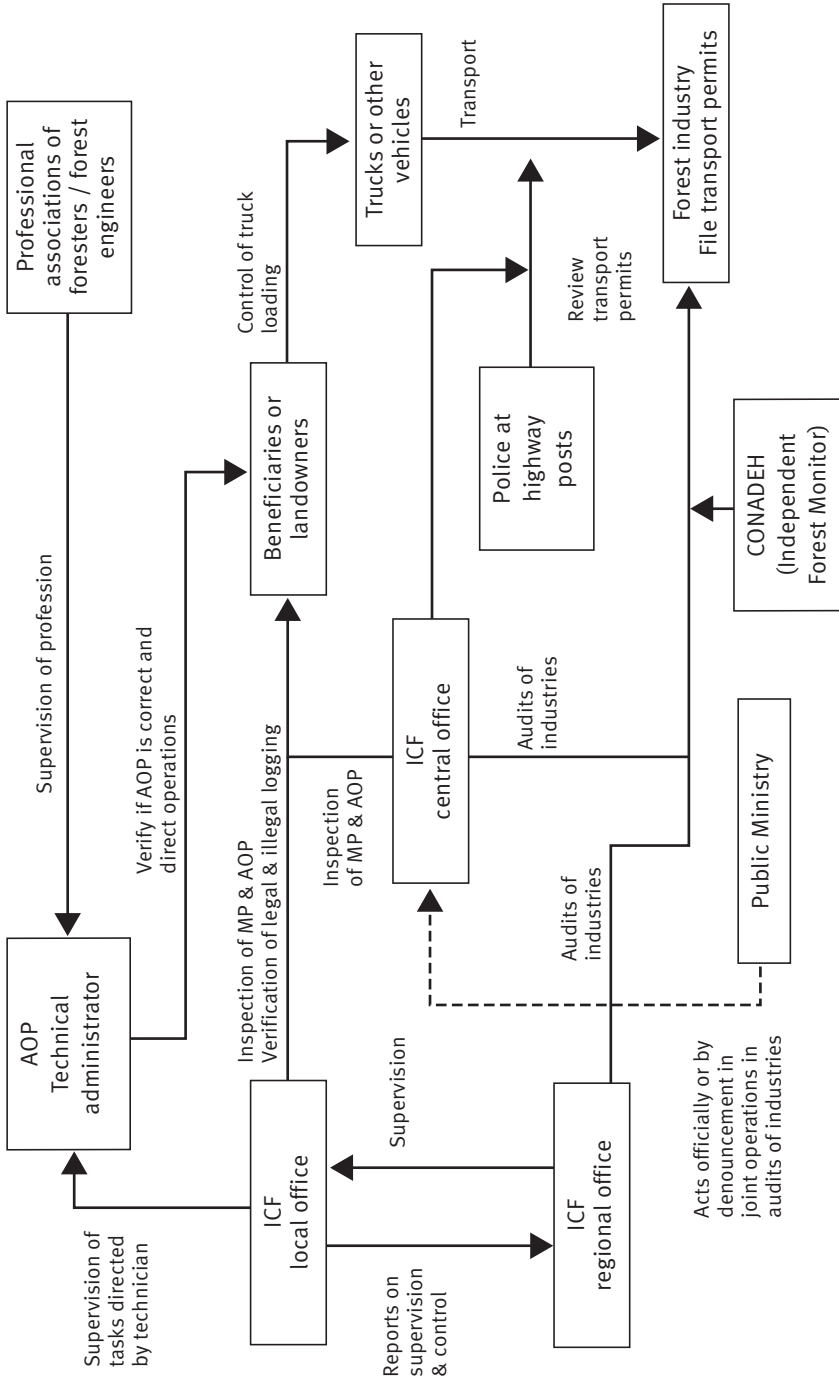 Professional
associations of
foresters / forest
engineers
Supervision of profession
AOP
Technical
administrator
Supervision of
tasks directed
by technician
Verify if AOP is correct and
direct operations
Trucks or other
vehicles
Control of truck
loading
Beneficiaries or
landowners
Inspection of MP & AOP
Verification of legal & illegal logging
ICF
local office
Transport
Review
transport
permits
Police at
highway
posts
Inspection
of MP & AOP
ICF
central office
Supervision
Reports on
supervision
& control
Forest industry
File transport permits
Audits of
industries
Audits of
industries
ICF
regional office
CONADEH
(Independent
Forest Monitor)
Public Ministry
Acts officially or by
denouncement in
joint operations in
audits of industries